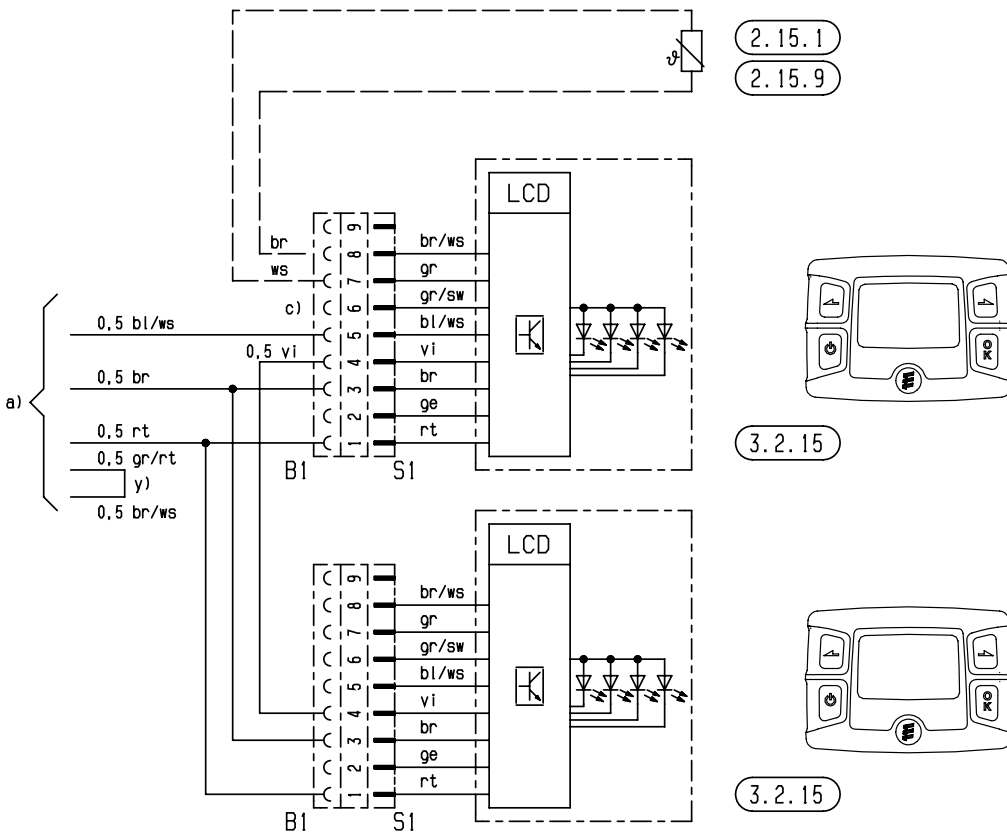 2.15.1
2.15.9
ϑ
LCD
br
ws
c)
9
8
7
6
5
4
3
2
1
br/ws
gr
gr/sw
bl/ws
vi
br
ge
rt
a)
0,5 bl/ws
0,5 vi
0,5 br
0,5 rt
0,5 gr/rt
y)
0,5 br/ws
B1
S1
OK
3.2.15
LCD
9
8
7
6
5
4
3
2
1
br/ws
gr
gr/sw
bl/ws
vi
br
ge
rt
B1
S1
OK
3.2.15